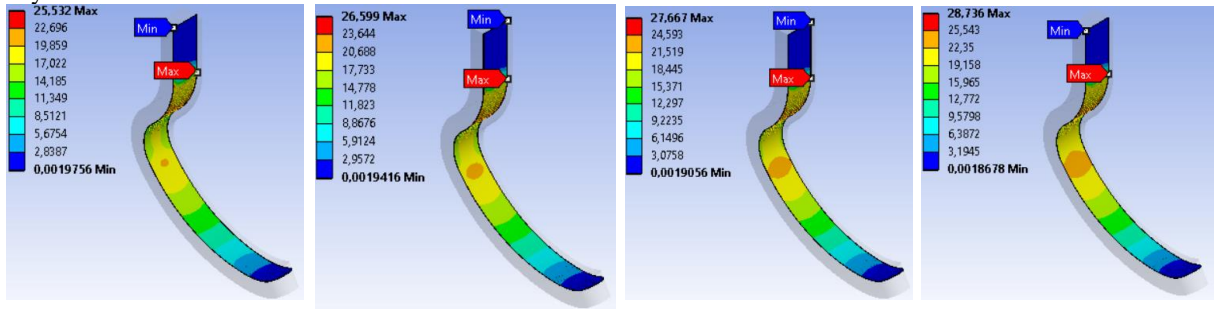 25,532 Max
22,696
19,859
17,022
14,185
11,349
8,5121
5,6754
2,8387
0,0019756 Min
Min
Max
26,599 Max
23,644
20,688
17,733
14,778
11,823
8,8676
5,9124
2,9572
0,0019416 Min
Min
Max
27,667 Max
24,593
21,519
18,445
15,371
12,297
9,2235
6,1496
3,0758
0,0019056 Min
Min
Max
28,736 Max
25,543
22,35
19,158
15,965
12,772
9,5798
6,3872
3,1945
0,0018678 Min
Min
Max